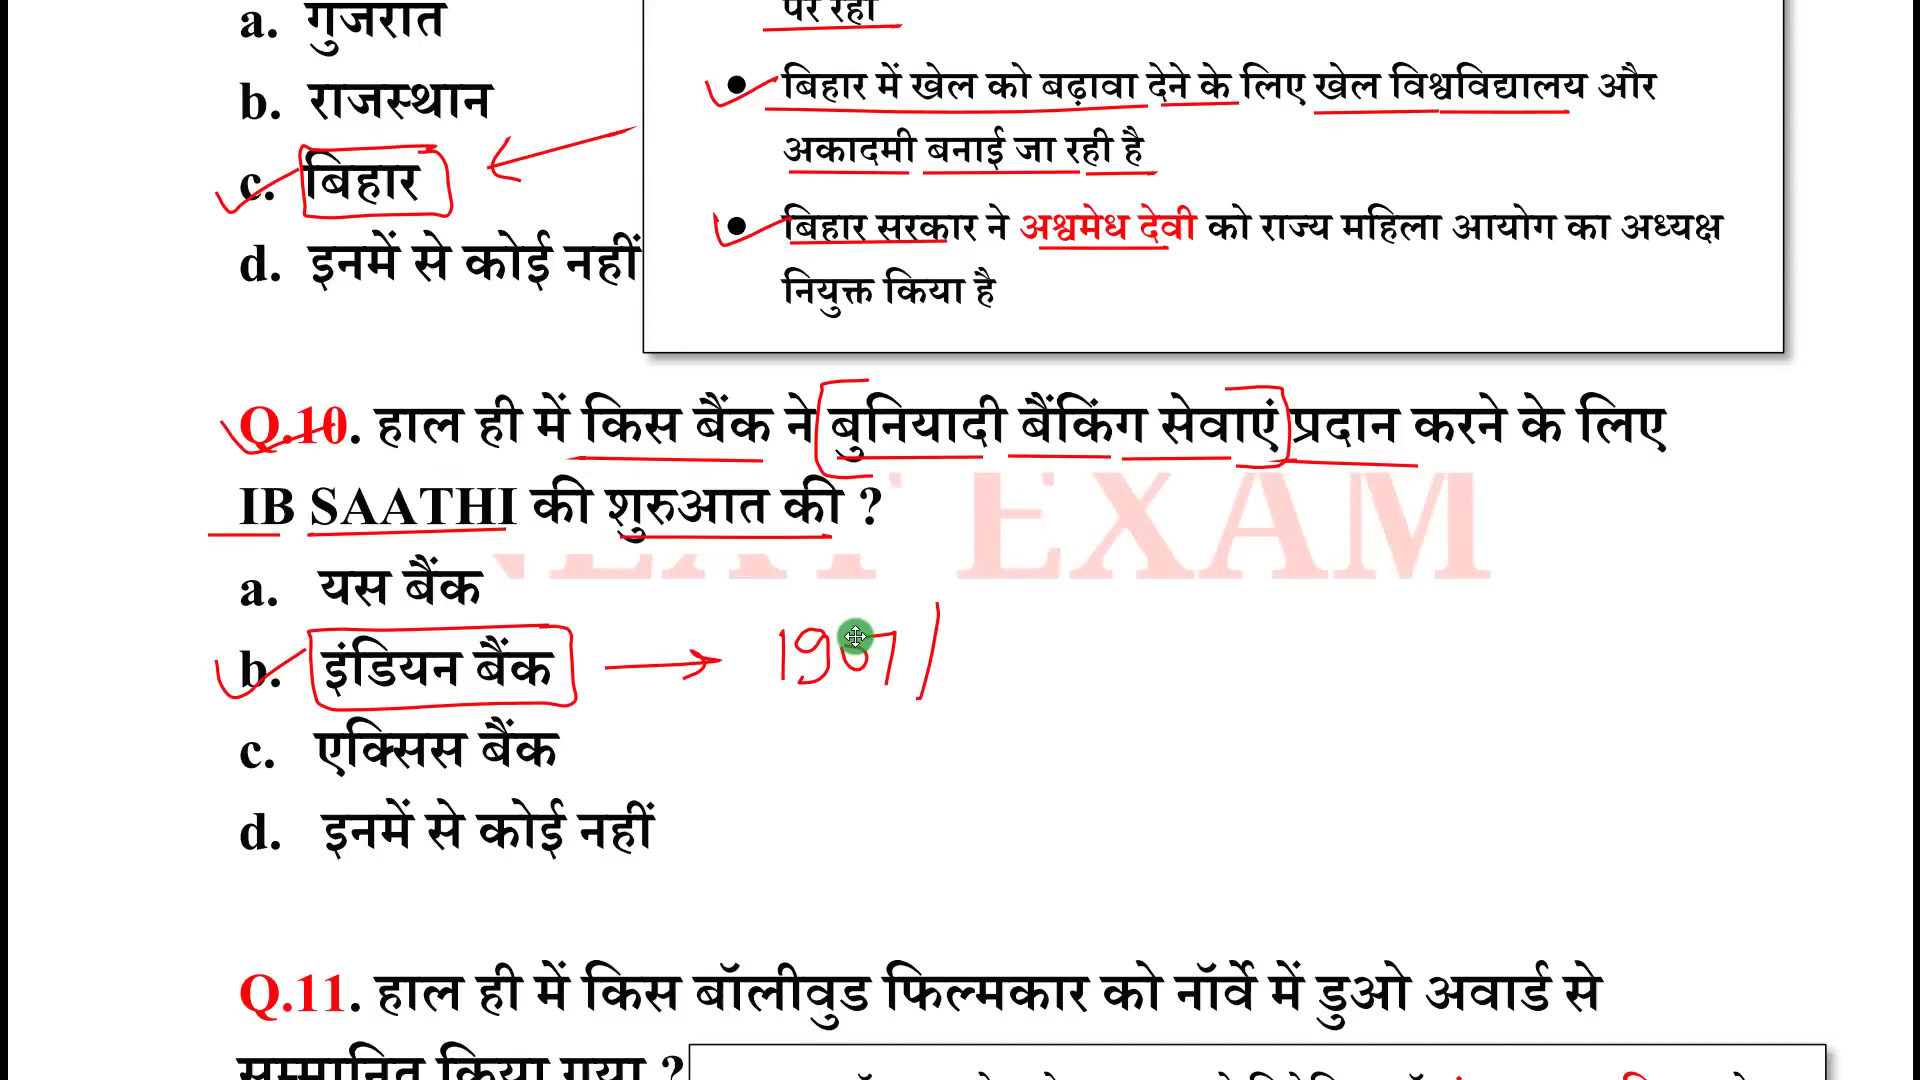 a. गुजरात
b. राजस्थान
c. बिहार
d. इनमें से कोई नहीं
पर रहा
• बिहार में खेल को बढ़ावा देने के लिए खेल विश्वविद्यालय और
अकादमी बनाई जा रही है
• बिहार सरकार ने अश्वमेध देवी को राज्य महिला आयोग का अध्यक्ष
नियुक्त किया है
Q.10. हाल ही में किस बैंक ने बुनियादी बैंकिंग सेवाएं प्रदान करने के लिए
IB SAATHI की शुरुआत की ?
NEXT EXAM
a. यस बैंक
b. इंडियन बैंक
1907
c. एक्सिस बैंक
d. इनमें से कोई नहीं
Q.11. हाल ही में किस बॉलीवुड फिल्मकार को नॉर्वे में डुओ अवार्ड से
सम्मानित किया गया ?